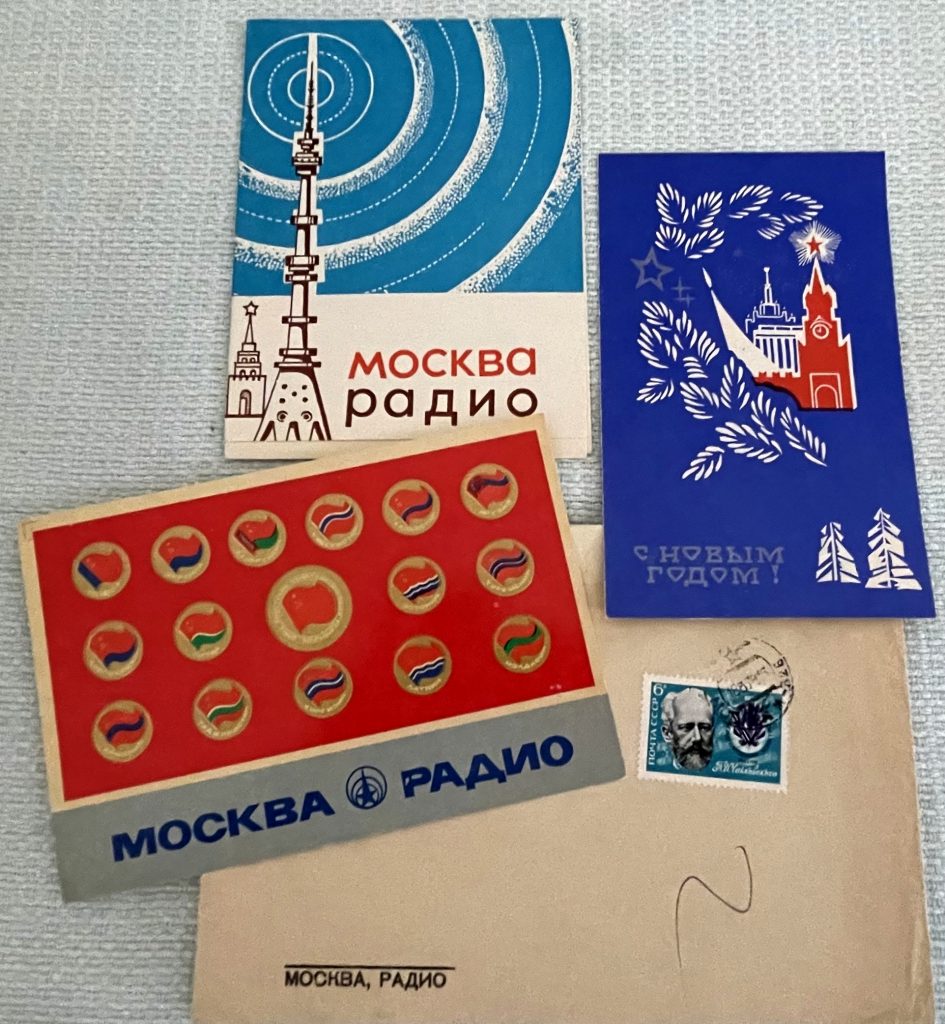 МОСКВА
радио
С НОВЫМ
ГОДОМ!
МОСКВА РАДИО
6к
ПОЧТА СССР
МОСКВА, РАДИО